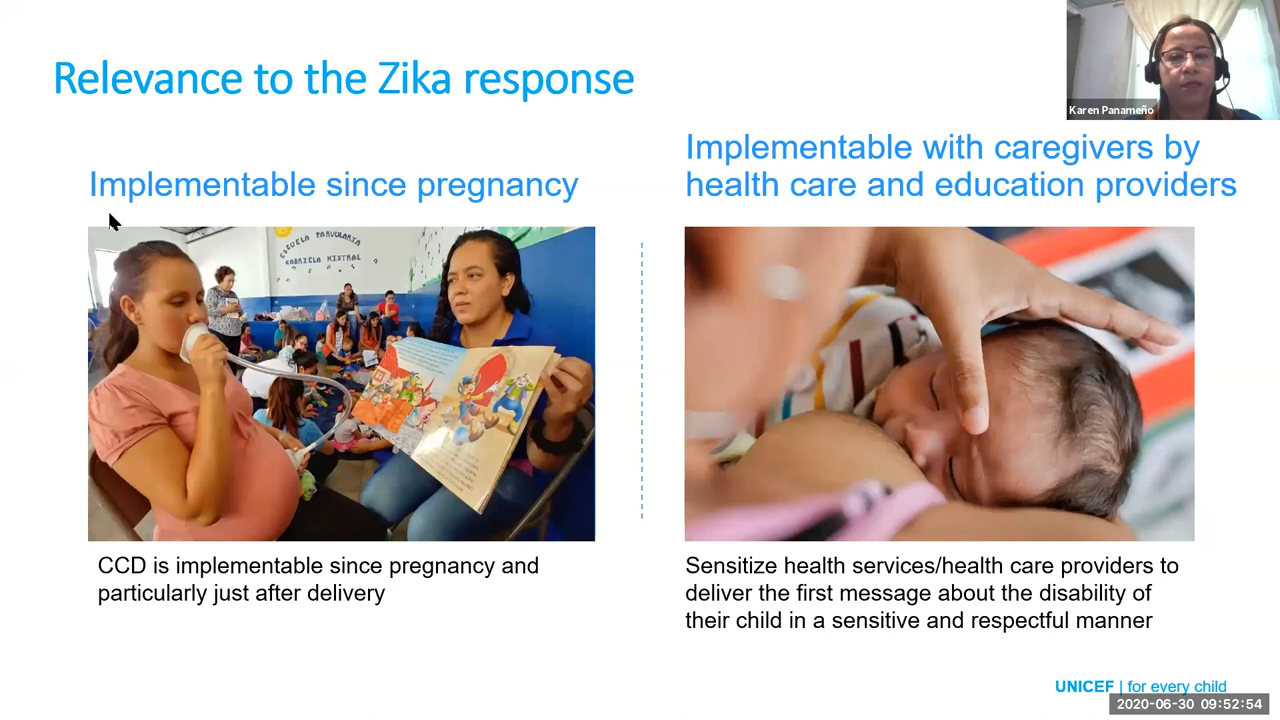 Relevance to the Zika response
Karen Panameño
Implementable since pregnancy
Implementable with caregivers by
health care and education providers
ESCUELA PARVULARIA
GABRIELA MISTRAL
CCD is implementable since pregnancy and
particularly just after delivery
Sensitize health services/health care providers to
deliver the first message about the disability of
their child in a sensitive and respectful manner
UNICEF | for every child
2020-06-30 09:52:54